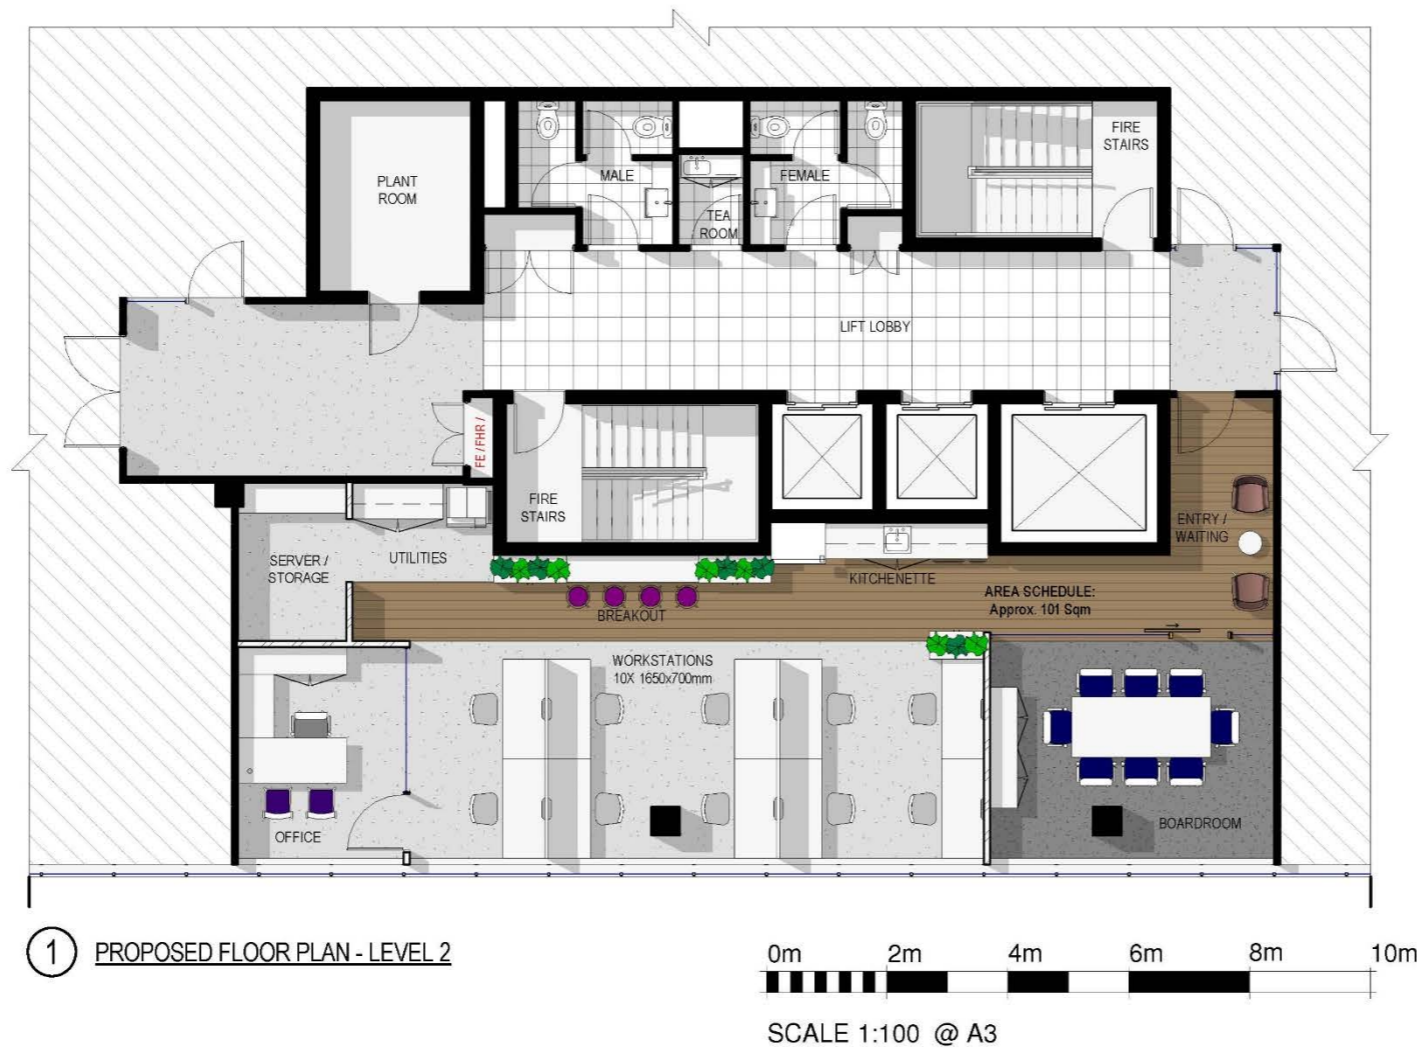 FIRE
STAIRS
PLANT
ROOM
MALE
FEMALE
TEA
ROOM
LIFT LOBBY
FE / FHR /
FIRE
STAIRS
ENTRY /
WAITING
SERVER /
STORAGE
UTILITIES
KITCHENETTE
AREA SCHEDULE:
Approx. 101 Sqm
BREAKOUT
WORKSTATIONS
10X 1650x700mm
OFFICE
BOARDROOM
1 PROPOSED FLOOR PLAN - LEVEL 2
0m 2m 4m 6m 8m 10m
SCALE 1:100 @ A3